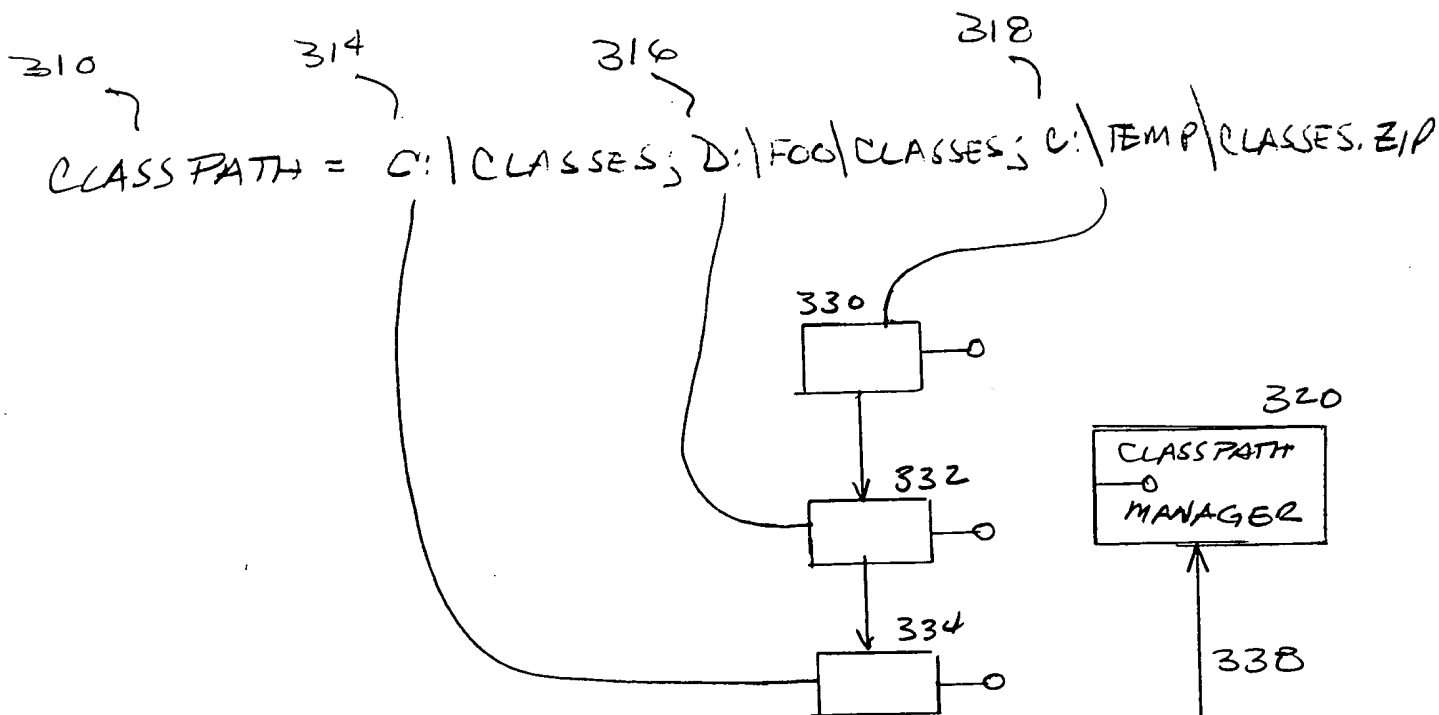 310 314 316 318
CLASSPATH = C:\CLASSES; D:\FOO\CLASSES; C:\TEMP\CLASSES.ZIP
330
320
CLASSPATH
MANAGER
332
334
338